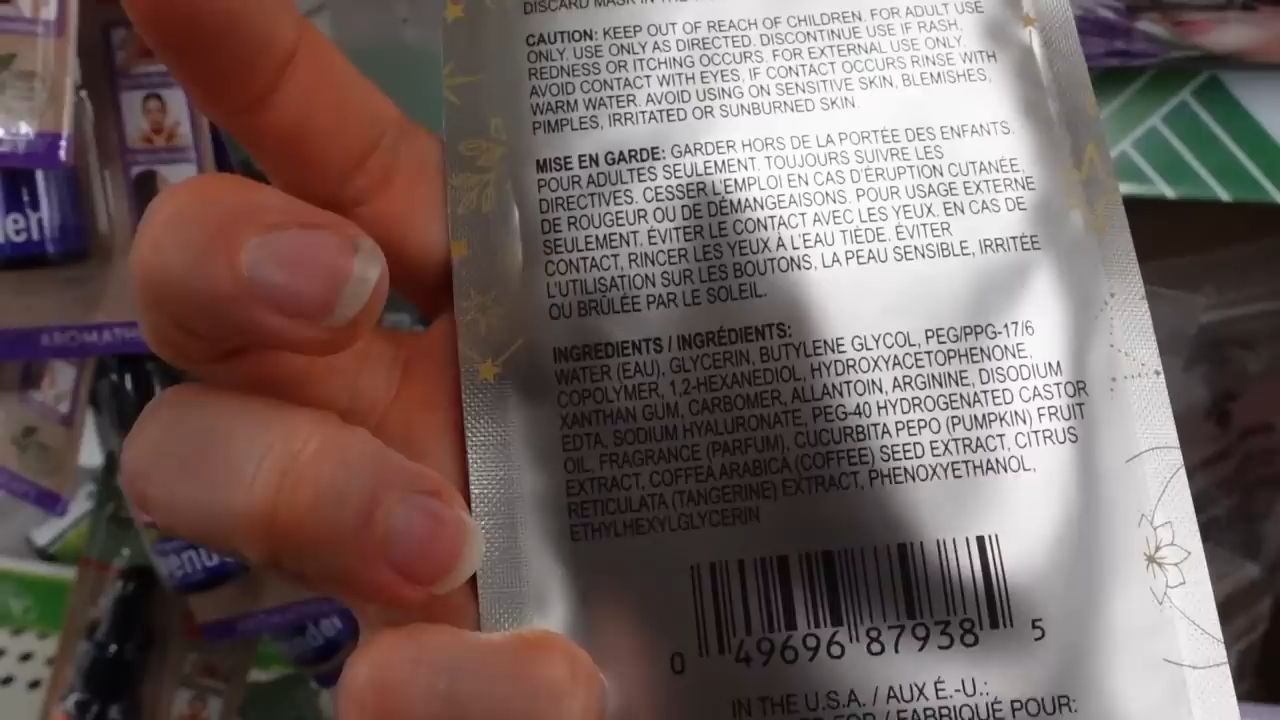 DISCARD MASK IN THE
CAUTION: KEEP OUT OF REACH OF CHILDREN. FOR ADULT USE
ONLY. USE ONLY AS DIRECTED. DISCONTINUE USE IF RASH,
REDNESS OR ITCHING OCCURS. FOR EXTERNAL USE ONLY.
AVOID CONTACT WITH EYES, IF CONTACT OCCURS RINSE WITH
WARM WATER. AVOID USING ON SENSITIVE SKIN, BLEMISHES,
PIMPLES, IRRITATED OR SUNBURNED SKIN.
MISE EN GARDE: GARDER HORS DE LA PORTÉE DES ENFANTS.
POUR ADULTES SEULEMENT. TOUJOURS SUIVRE LES
DIRECTIVES. CESSER L'EMPLOI EN CAS D'ÉRUPTION CUTANÉE,
DE ROUGEUR OU DE DÉMANGEAISONS. POUR USAGE EXTERNE
SEULEMENT. ÉVITER LE CONTACT AVEC LES YEUX. EN CAS DE
CONTACT, RINCER LES YEUX À L'EAU TIÈDE. ÉVITER
L'UTILISATION SUR LES BOUTONS, LA PEAU SENSIBLE, IRRITÉE
OU BRÛLÉE PAR LE SOLEIL.
INGREDIENTS / INGRÉDIENTS:
WATER (EAU), GLYCERIN, BUTYLENE GLYCOL, PEG/PPG-17/6
COPOLYMER, 1,2-HEXANEDIOL, HYDROXYACETOPHENONE,
XANTHAN GUM, CARBOMER, ALLANTOIN, ARGININE, DISODIUM
EDTA, SODIUM HYALURONATE, PEG-40 HYDROGENATED CASTOR
OIL, FRAGRANCE (PARFUM), CUCURBITA PEPO (PUMPKIN) FRUIT
EXTRACT, COFFEA ARABICA (COFFEE) SEED EXTRACT, CITRUS
RETICULATA (TANGERINE) EXTRACT, PHENOXYETHANOL,
ETHYLHEXYLGLYCERIN
0 49696 87938 5
IN THE U.S.A. / AUX É.-U.:
FOR / FABRIQUÉ POUR:
AROMATH